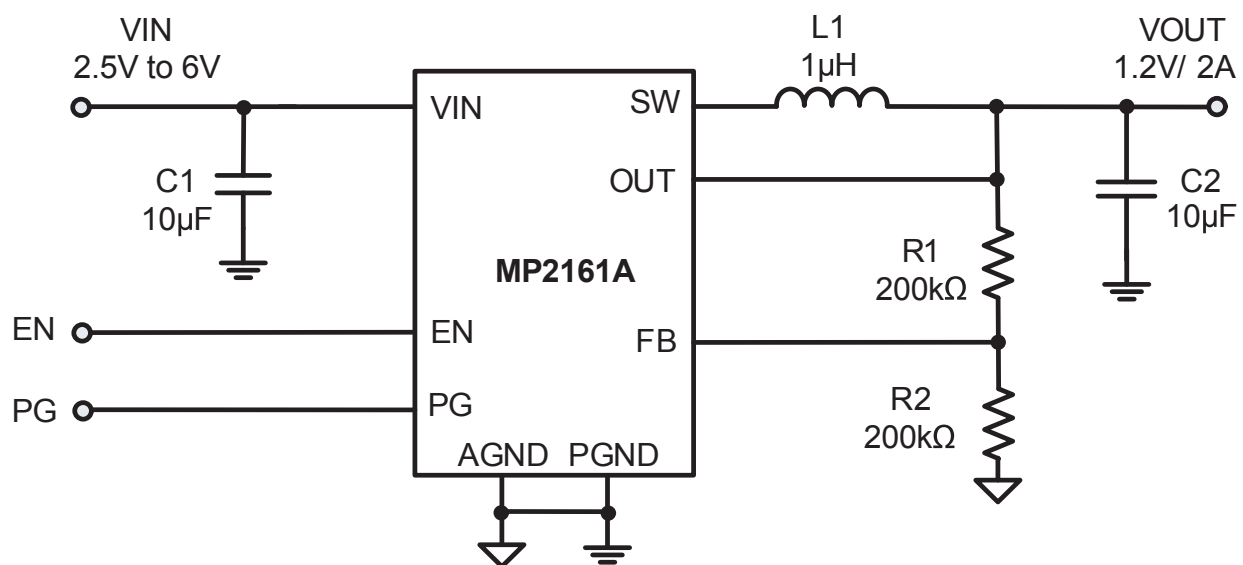 VIN
2.5V to 6V
L1
1µH
VOUT
1.2V/ 2A
VIN
SW
C1
10µF
OUT
C2
10µF
MP2161A
R1
200kΩ
EN
EN
FB
PG
PG
R2
200kΩ
AGND PGND